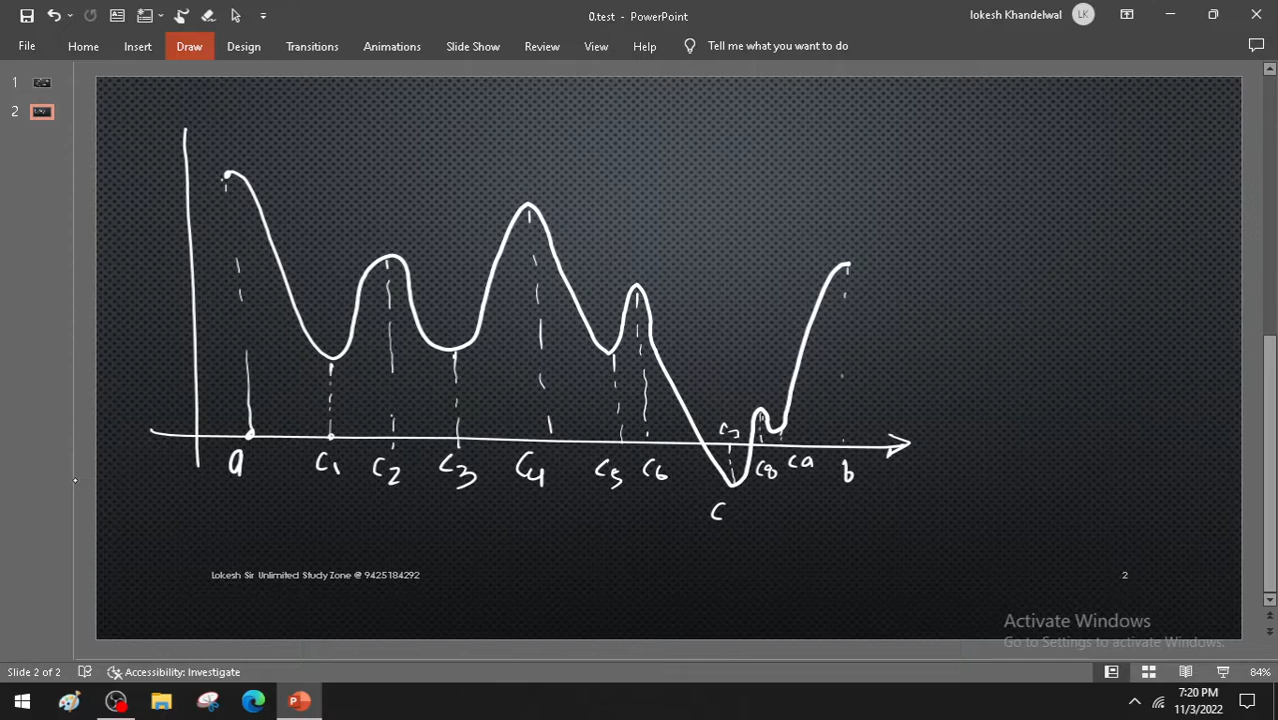 0.test - PowerPoint
lokesh Khandelwal
LK
File Home Insert Draw Design Transitions Animations Slide Show Review View Help Tell me what you want to do
1
2
a C1 C2 C3 C4 C5 C6 C7 C8 C9 b
C
Lokesh Sir Unlimited Study Zone @ 9425184292
2
Activate Windows
Go to Settings to activate Windows.
Slide 2 of 2
Accessibility: Investigate
84%
7:20 PM
11/3/2022